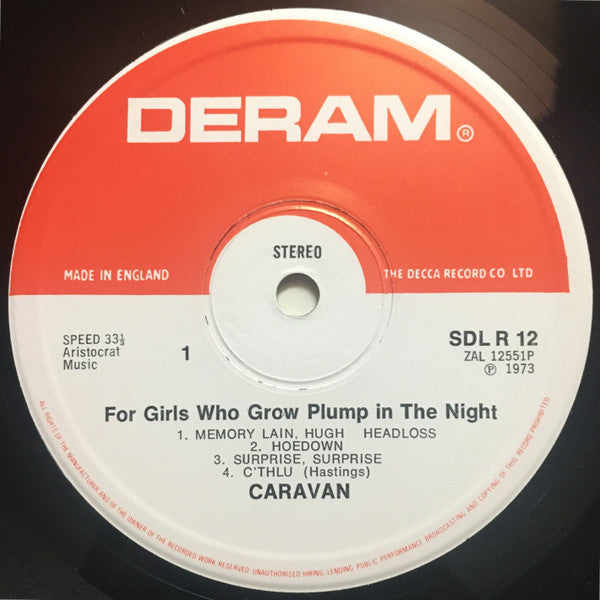 DERAM®
STEREO
MADE IN ENGLAND
THE DECCA RECORD CO. LTD
SPEED 33⅓
Aristocrat
Music
1
SDL R 12
ZAL 12551P
℗ 1973
For Girls Who Grow Plump in The Night
1. MEMORY LAIN, HUGH HEADLOSS
2. HOEDOWN
3. SURPRISE, SURPRISE
4. C'THLU (Hastings)
CARAVAN
ALL RIGHTS OF THE MANUFACTURER AND OF THE OWNER OF THE RECORDED WORK RESERVED. UNAUTHORISED HIRING, LENDING PUBLIC PERFORMANCE BROADCASTING AND COPYING OF THIS RECORD PROHIBITED